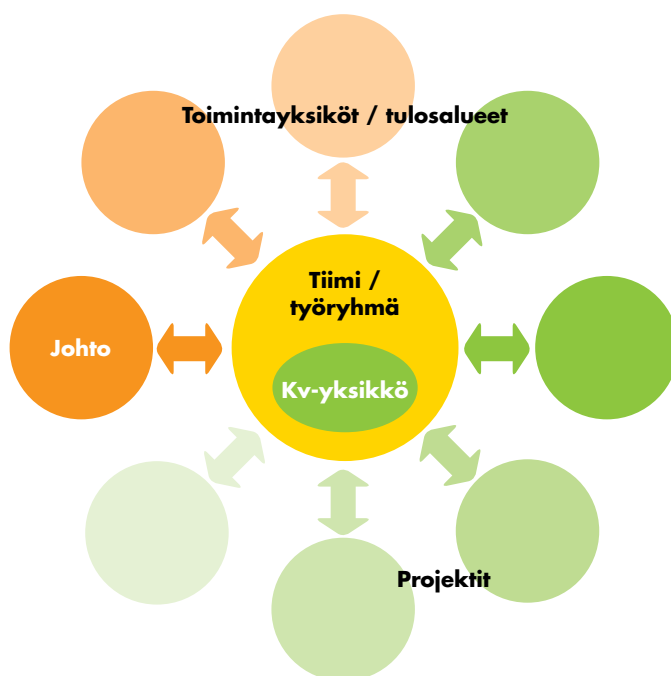 Toimintayksiköt / tulosalueet
Tiimi /
työryhmä
Johto
Kv-yksikkö
Projektit